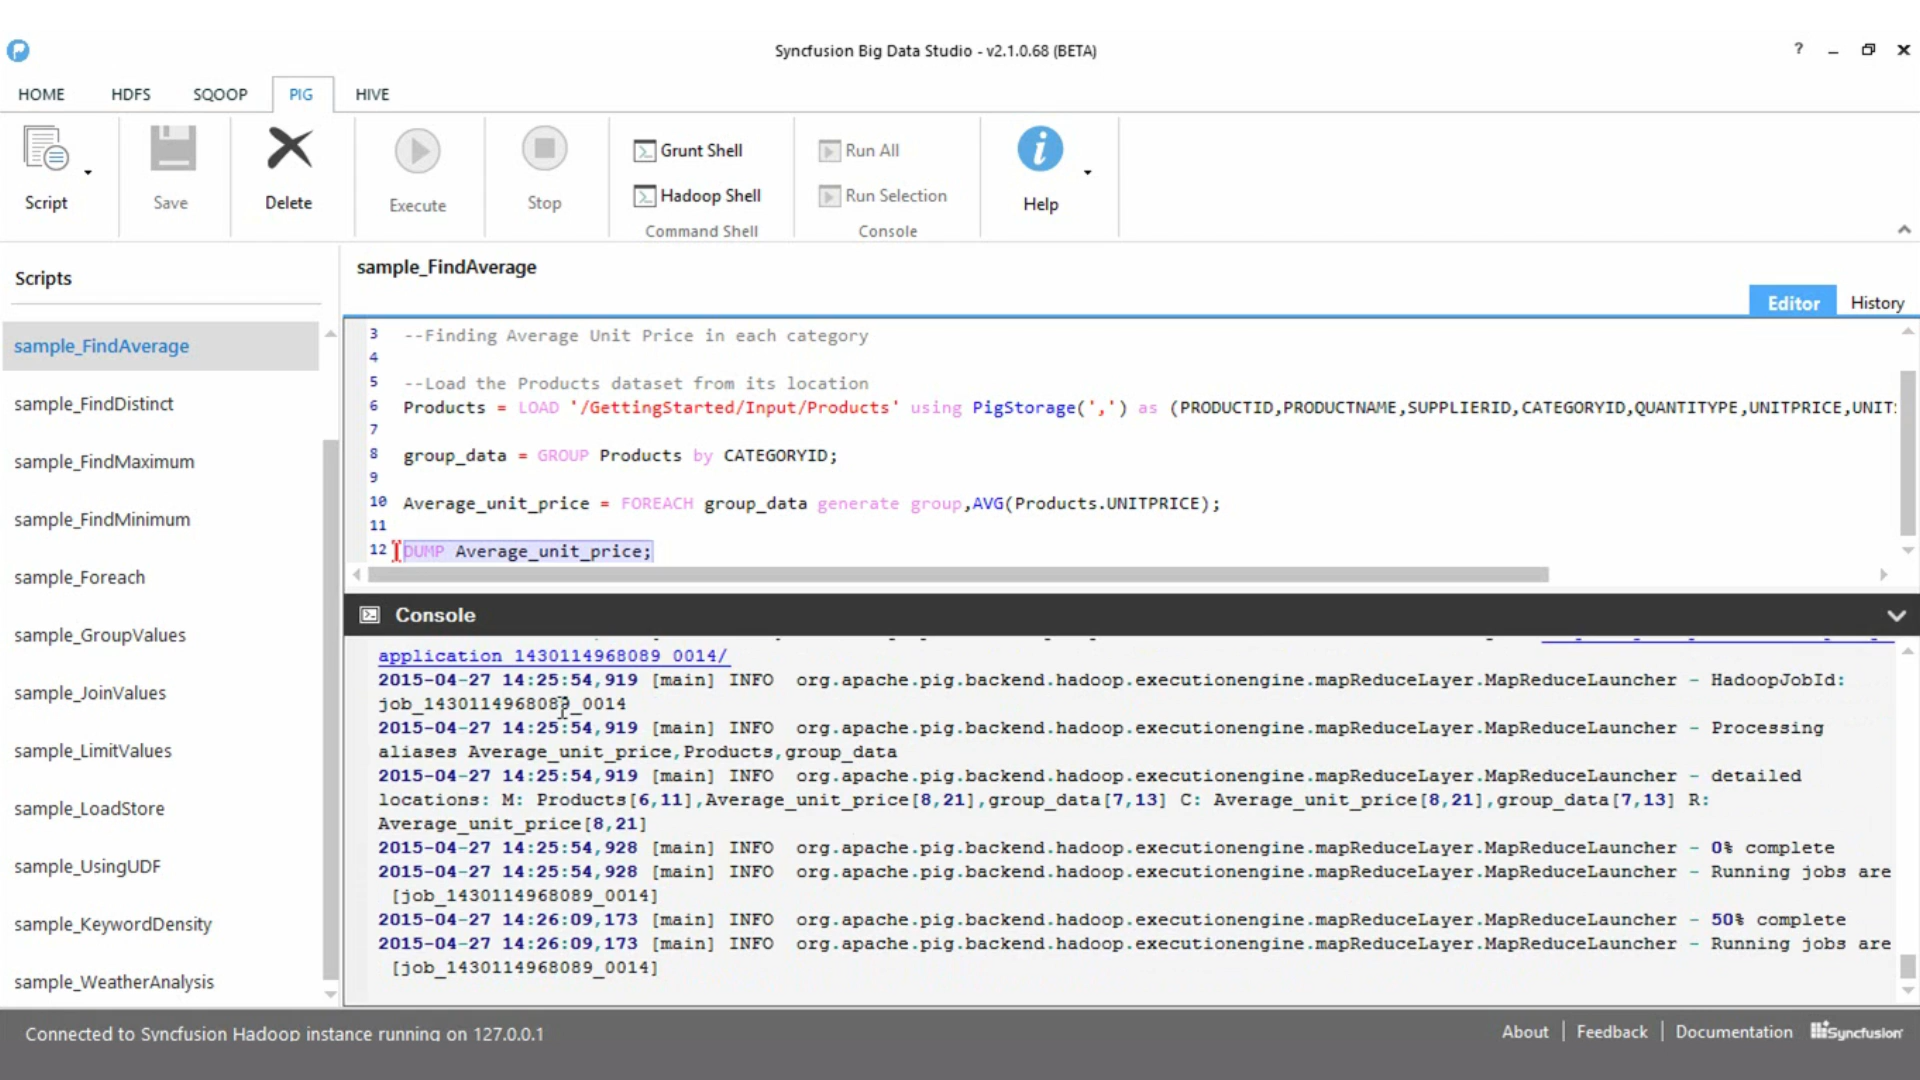 Syncfusion Big Data Studio - v2.1.0.68 (BETA)
?
HOME HDFS SQOOP PIG HIVE
Script
Save
Delete
Execute
Stop
Grunt Shell
Hadoop Shell
Command Shell
Run All
Run Selection
Console
Help
Scripts
sample_FindAverage
sample_FindDistinct
sample_FindMaximum
sample_FindMinimum
sample_Foreach
sample_GroupValues
sample_JoinValues
sample_LimitValues
sample_LoadStore
sample_UsingUDF
sample_KeywordDensity
sample_WeatherAnalysis
sample_FindAverage
Editor History
3 --Finding Average Unit Price in each category
4
5 --Load the Products dataset from its location
6 Products = LOAD '/GettingStarted/Input/Products' using PigStorage(',') as (PRODUCTID,PRODUCTNAME,SUPPLIERID,CATEGORYID,QUANTITYPE,UNITPRICE,UNIT
7
8 group_data = GROUP Products by CATEGORYID;
9
10 Average_unit_price = FOREACH group_data generate group,AVG(Products.UNITPRICE);
11
12 DUMP Average_unit_price;
Console
application_1430114968089_0014/
2015-04-27 14:25:54,919 [main] INFO org.apache.pig.backend.hadoop.executionengine.mapReduceLayer.MapReduceLauncher - HadoopJobId:
job_1430114968089_0014
2015-04-27 14:25:54,919 [main] INFO org.apache.pig.backend.hadoop.executionengine.mapReduceLayer.MapReduceLauncher - Processing
aliases Average_unit_price,Products,group_data
2015-04-27 14:25:54,919 [main] INFO org.apache.pig.backend.hadoop.executionengine.mapReduceLayer.MapReduceLauncher - detailed
locations: M: Products[6,11],Average_unit_price[8,21],group_data[7,13] C: Average_unit_price[8,21],group_data[7,13] R:
Average_unit_price[8,21]
2015-04-27 14:25:54,928 [main] INFO org.apache.pig.backend.hadoop.executionengine.mapReduceLayer.MapReduceLauncher - 0% complete
2015-04-27 14:25:54,928 [main] INFO org.apache.pig.backend.hadoop.executionengine.mapReduceLayer.MapReduceLauncher - Running jobs are
[job_1430114968089_0014]
2015-04-27 14:26:09,173 [main] INFO org.apache.pig.backend.hadoop.executionengine.mapReduceLayer.MapReduceLauncher - 50% complete
2015-04-27 14:26:09,173 [main] INFO org.apache.pig.backend.hadoop.executionengine.mapReduceLayer.MapReduceLauncher - Running jobs are
[job_1430114968089_0014]
Connected to Syncfusion Hadoop instance running on 127.0.0.1
About | Feedback | Documentation Syncfusion